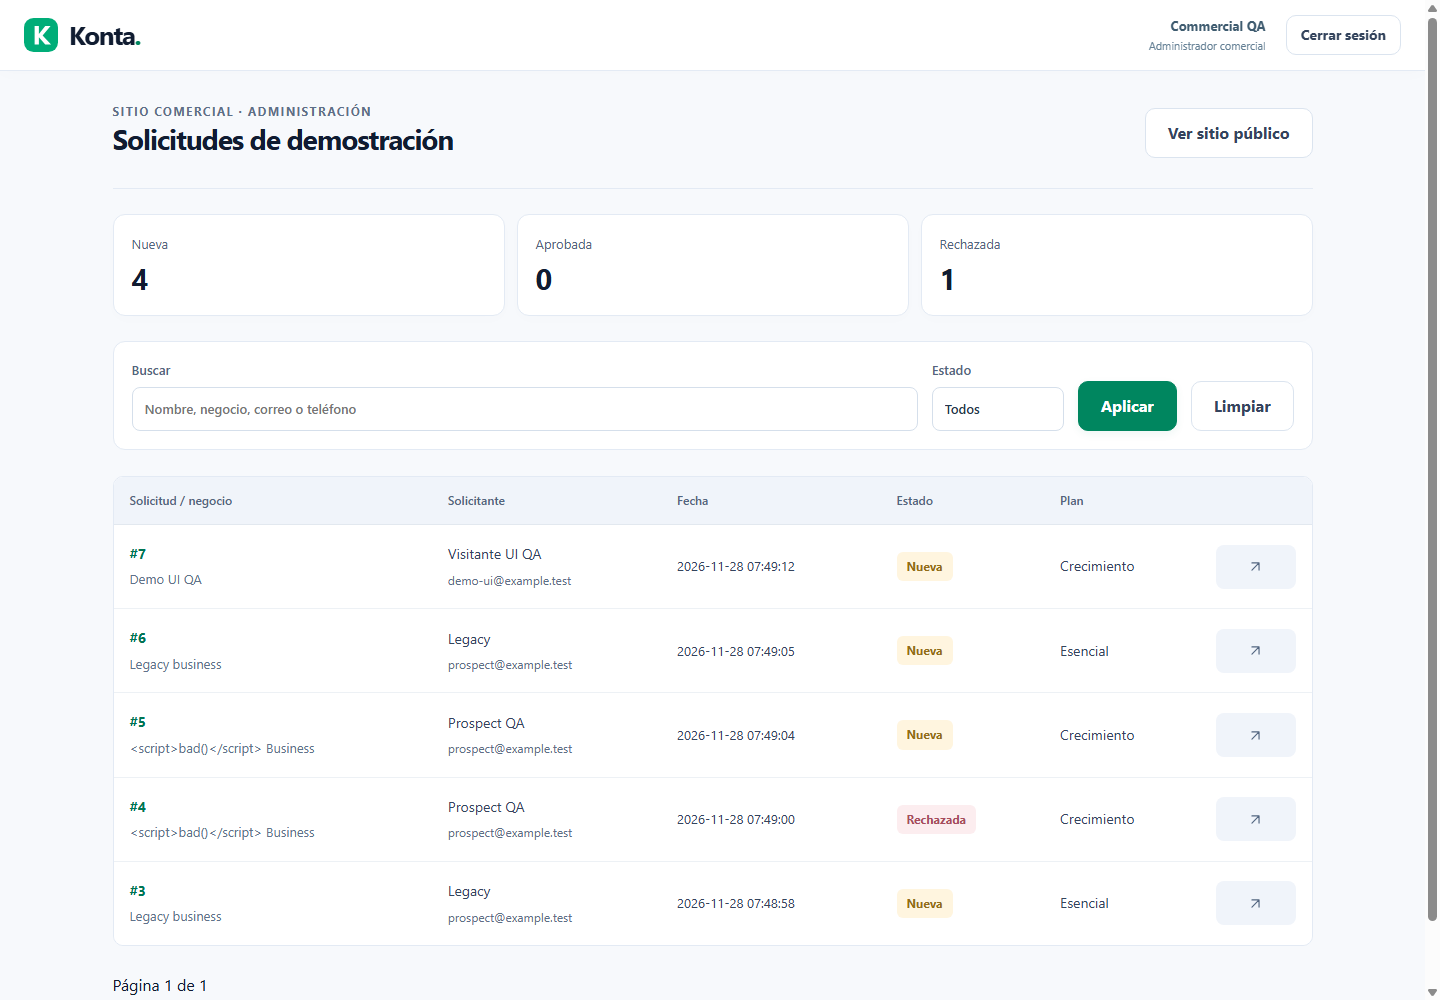 K Konta.
Commercial QA
Administrador comercial
Cerrar sesión
SITIO COMERCIAL · ADMINISTRACIÓN
Solicitudes de demostración
Ver sitio público
Nueva
4
Aprobada
0
Rechazada
1
Buscar
Nombre, negocio, correo o teléfono
Estado
Todos
Aplicar
Limpiar
Solicitud / negocio Solicitante Fecha Estado Plan
#7
Demo UI QA
Visitante UI QA
demo-ui@example.test
2026-11-28 07:49:12
Nueva
Crecimiento
#6
Legacy business
Legacy
prospect@example.test
2026-11-28 07:49:05
Nueva
Esencial
#5
<script>bad()</script> Business
Prospect QA
prospect@example.test
2026-11-28 07:49:04
Nueva
Crecimiento
#4
<script>bad()</script> Business
Prospect QA
prospect@example.test
2026-11-28 07:49:00
Rechazada
Crecimiento
#3
Legacy business
Legacy
prospect@example.test
2026-11-28 07:48:58
Nueva
Esencial
Página 1 de 1